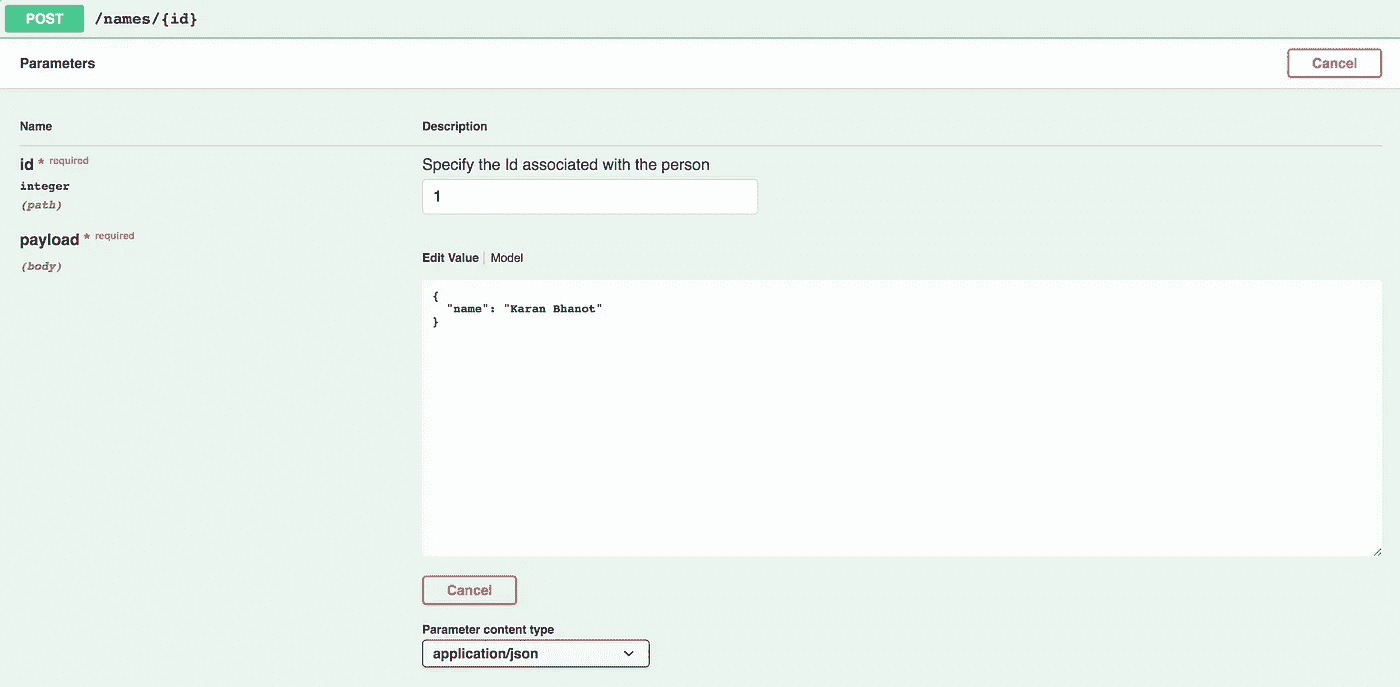 POST /names/{id}
Parameters
Cancel
Name Description
id * required
integer
(path)
Specify the Id associated with the person
1
payload * required
(body)
Edit Value | Model
{
"name": "Karan Bhanot"
}
Cancel
Parameter content type
application/json